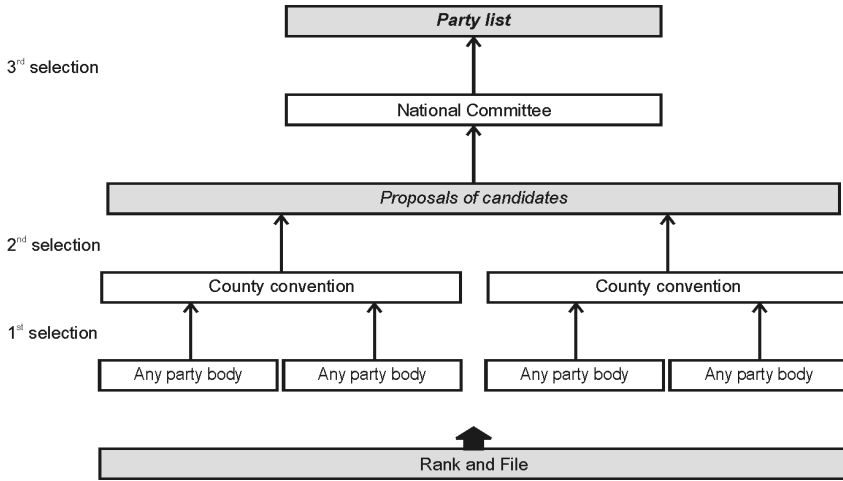 Party list
3rd selection
National Committee
Proposals of candidates
2nd selection
County convention County convention
1st selection
Any party body Any party body Any party body Any party body
Rank and File